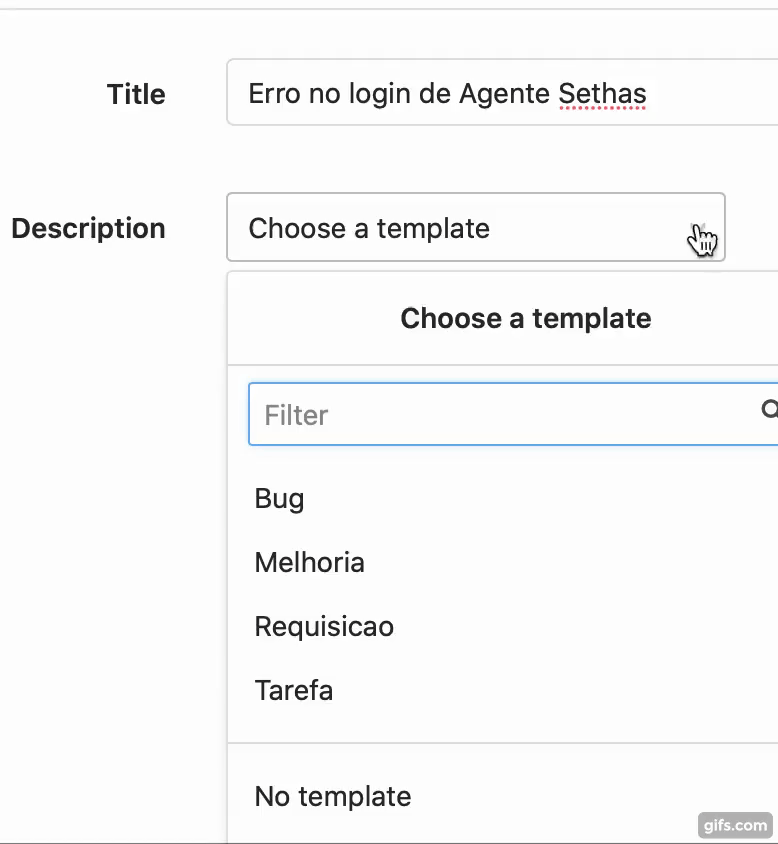 Title
Erro no login de Agente Sethas
Description
Choose a template
Choose a template
Filter
Bug
Melhoria
Requisicao
Tarefa
No template
gifs.com